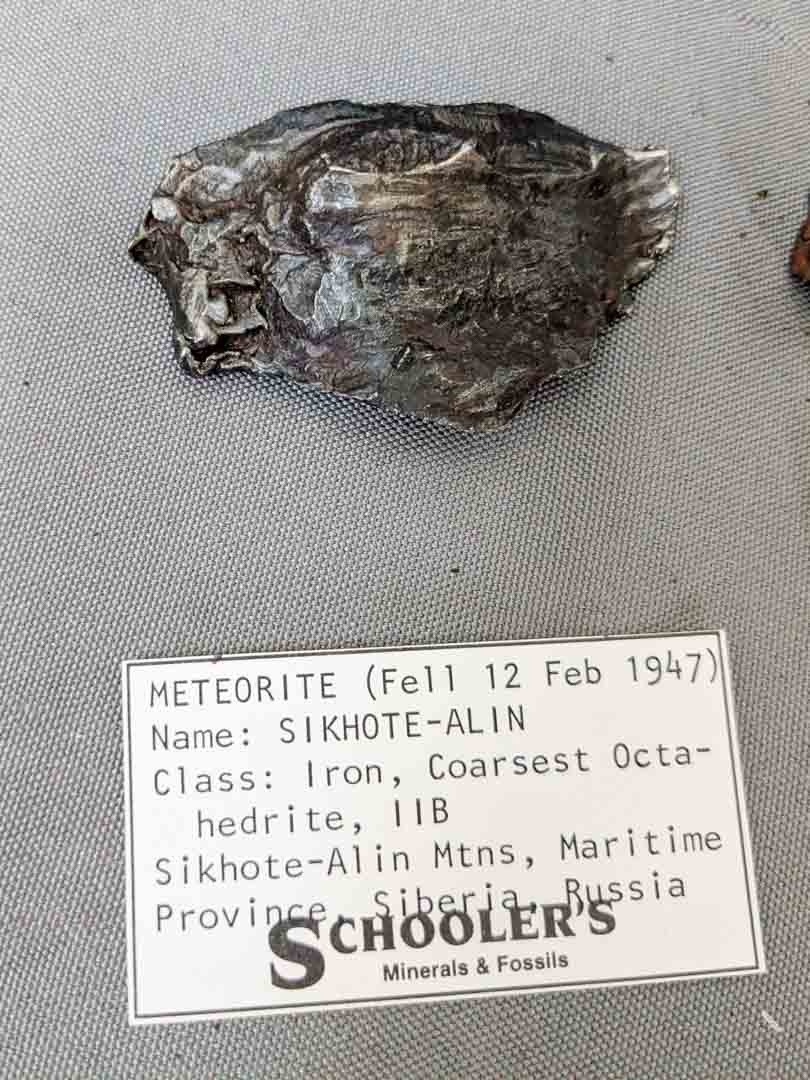 METEORITE (Fell 12 Feb 1947)
Name: SIKHOTE-ALIN
Class: Iron, Coarsest Octa-
hedrite, IIB
Sikhote-Alin Mtns, Maritime
Province, Siberia, Russia
SCHOOLER'S
Minerals & Fossils